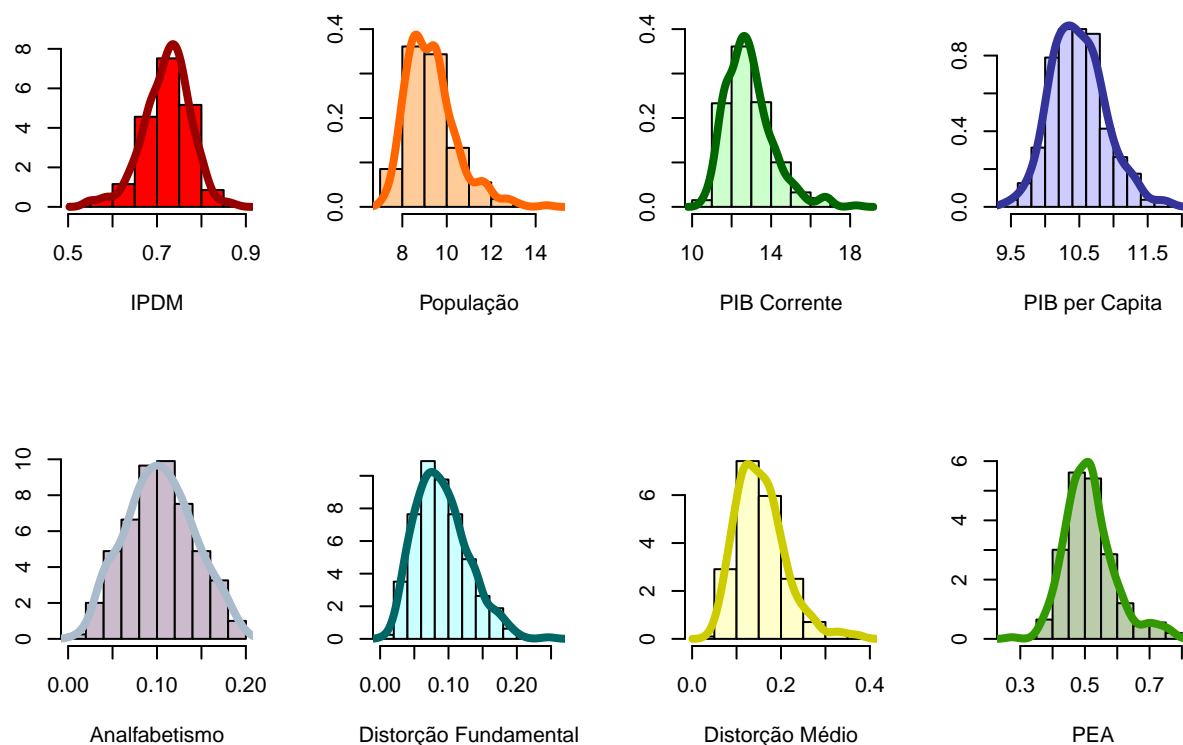 0 2 4 6 8
0.5 0.7 0.9
IPDM
0.0 0.2 0.4
8 10 12 14
População
0.0 0.2 0.4
10 14 18
PIB Corrente
0.0 0.4 0.8
9.5 10.5 11.5
PIB per Capita
0 2 4 6 8 10
0.00 0.10 0.20
Analfabetismo
0 2 4 6 8
0.00 0.10 0.20
Distorção Fundamental
0 2 4 6
0.0 0.2 0.4
Distorção Médio
0 2 4 6
0.3 0.5 0.7
PEA